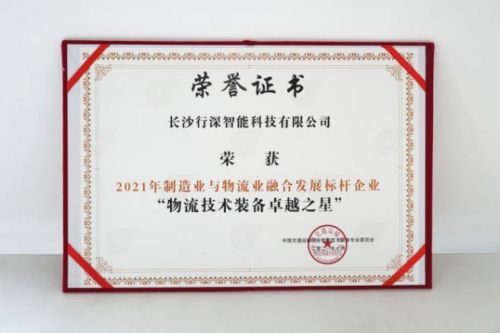 荣誉证书
长沙行深智能科技有限公司
荣 获
2021年制造业与物流业融合发展标杆企业
“物流技术装备卓越之星”